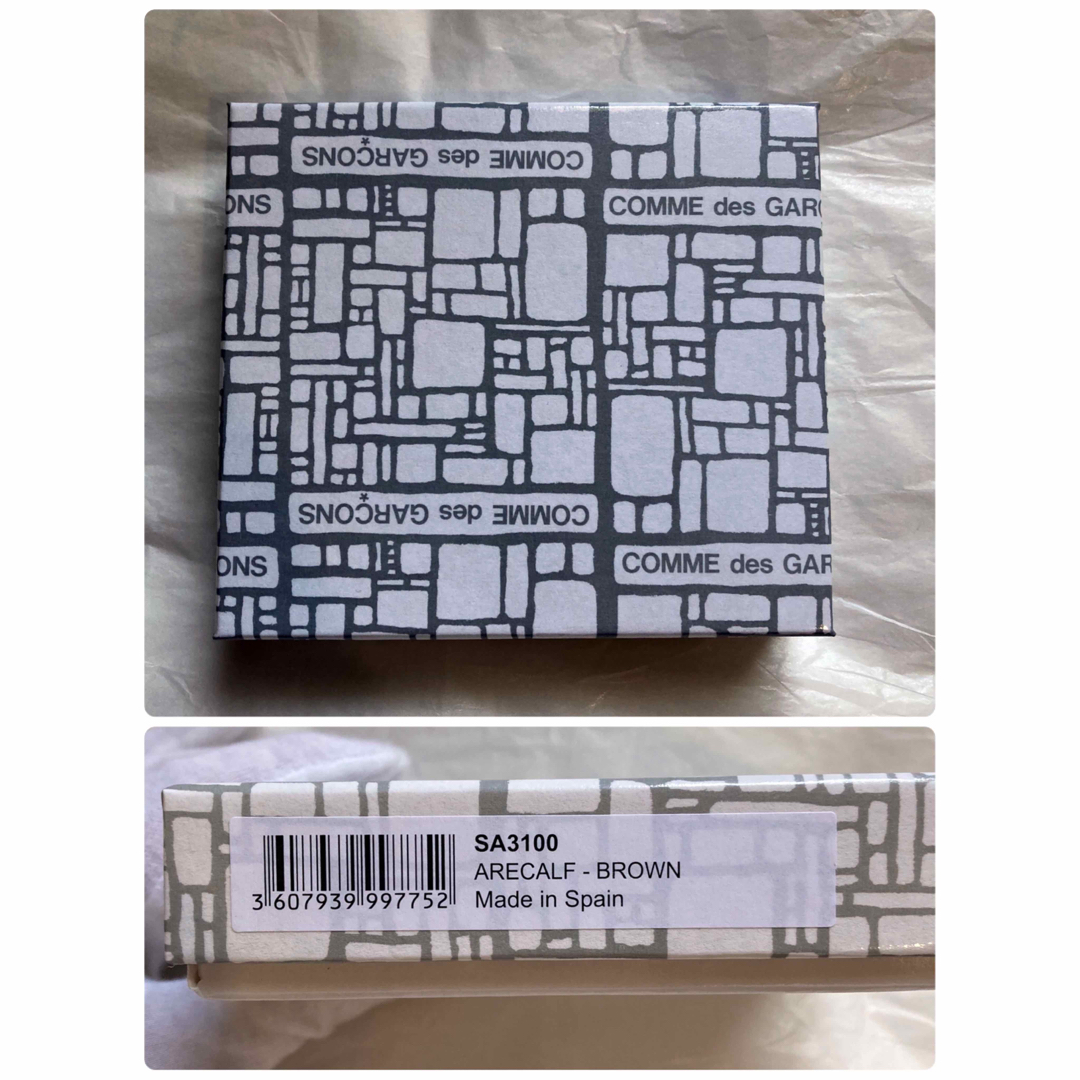 COMME des GARÇONS
ONS
COMME des GAR
COMME des GARÇONS
ONS
COMME des GAR
SA3100
ARECALF - BROWN
Made in Spain
3 607939 997752